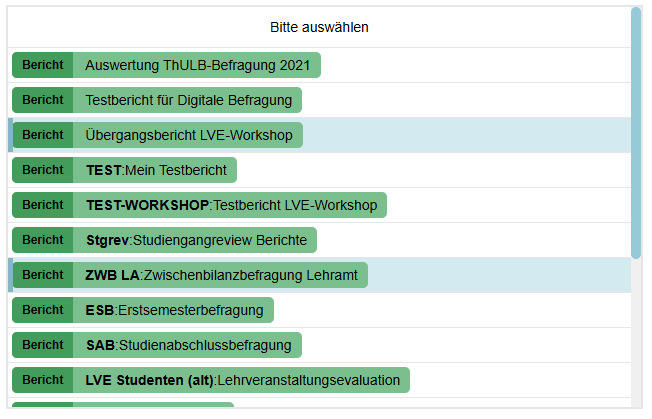 Bitte auswählen
Bericht Auswertung ThULB-Befragung 2021
Bericht Testbericht für Digitale Befragung
Bericht Übergangsbericht LVE-Workshop
Bericht TEST:Mein Testbericht
Bericht TEST-WORKSHOP:Testbericht LVE-Workshop
Bericht Stgrev:Studiengangreview Berichte
Bericht ZWB LA:Zwischenbilanzbefragung Lehramt
Bericht ESB:Erstsemesterbefragung
Bericht SAB:Studienabschlussbefragung
Bericht LVE Studenten (alt):Lehrveranstaltungsevaluation